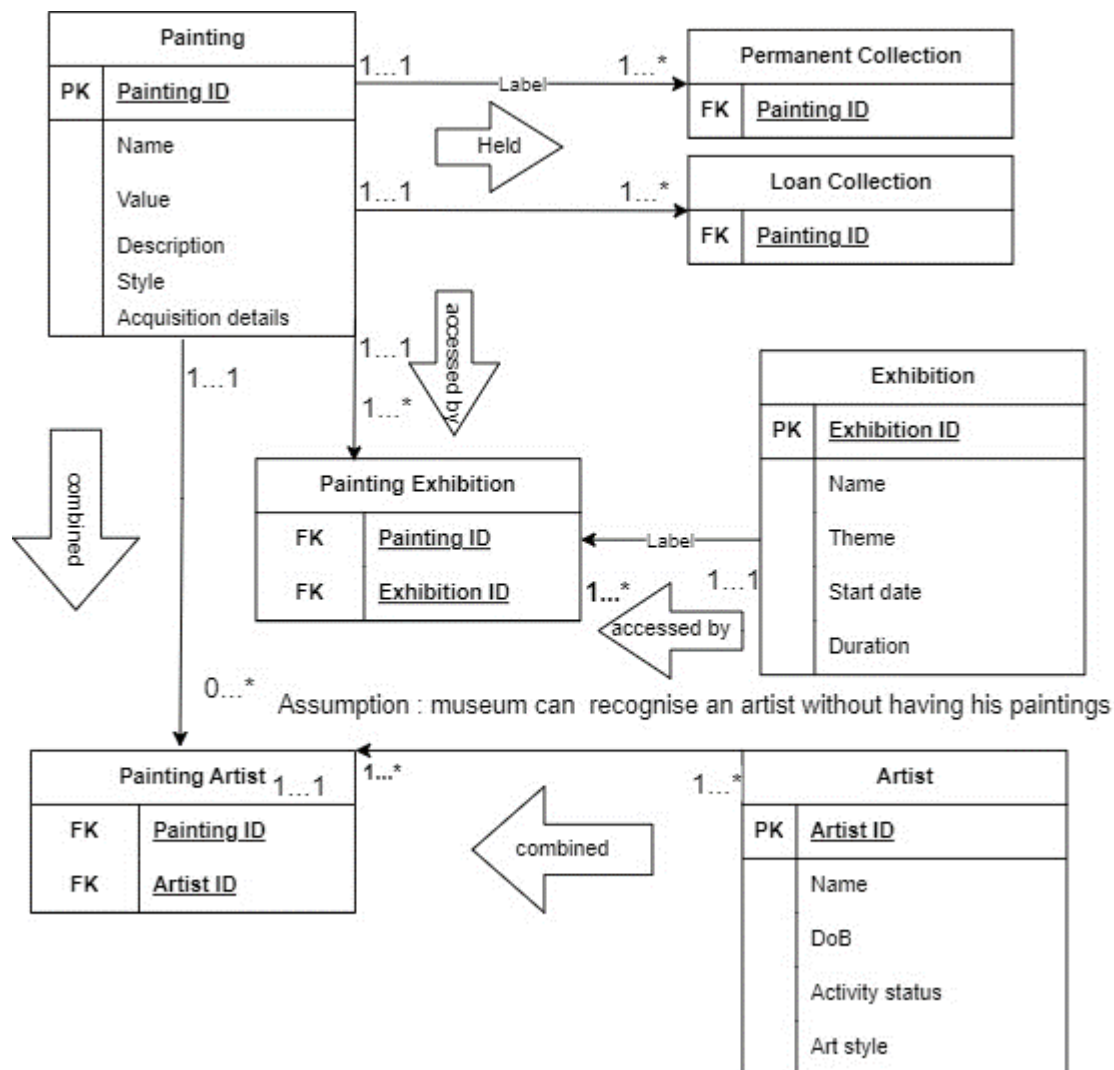 Painting
PK Painting ID
Name
Value
Description
Style
Acquisition details
1...1
Label
1...*
Held
Permanent Collection
FK Painting ID
1...1
1...*
Loan Collection
FK Painting ID
1...1
accessed by
1...*
1...1
combined
Painting Exhibition
FK Painting ID
FK Exhibition ID
Label
1...1
1...*
accessed by
Exhibition
PK Exhibition ID
Name
Theme
Start date
Duration
0...*
Assumption : museum can recognise an artist without having his paintings
Painting Artist
1...1
FK Painting ID
FK Artist ID
1...*
1...*
combined
Artist
PK Artist ID
Name
DoB
Activity status
Art style